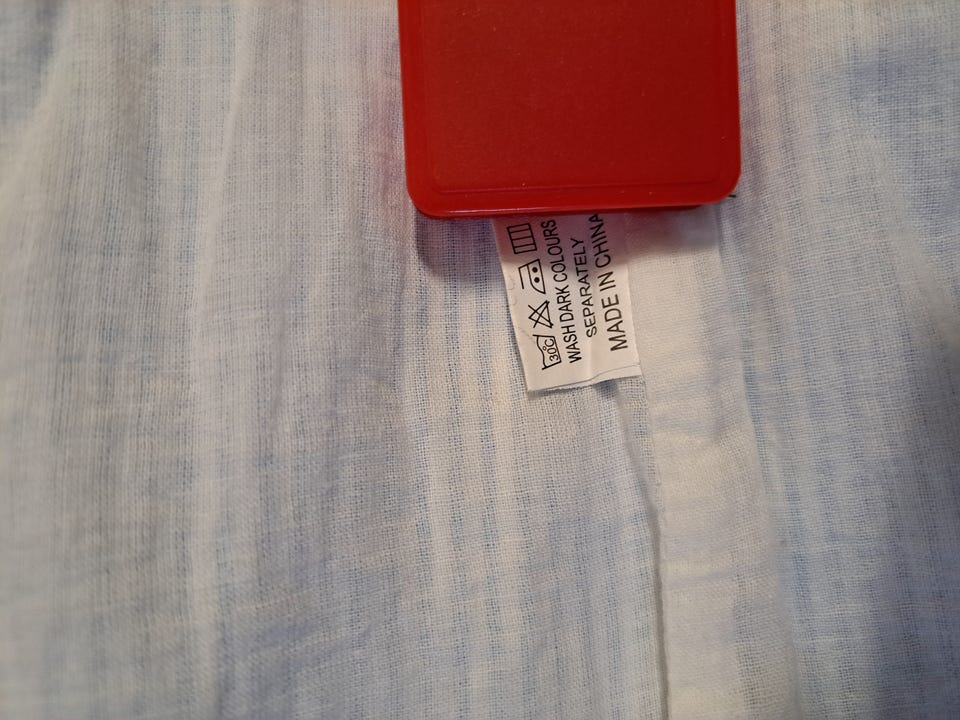 30°C
WASH DARK COLOURS
SEPARATELY
MADE IN CHINA